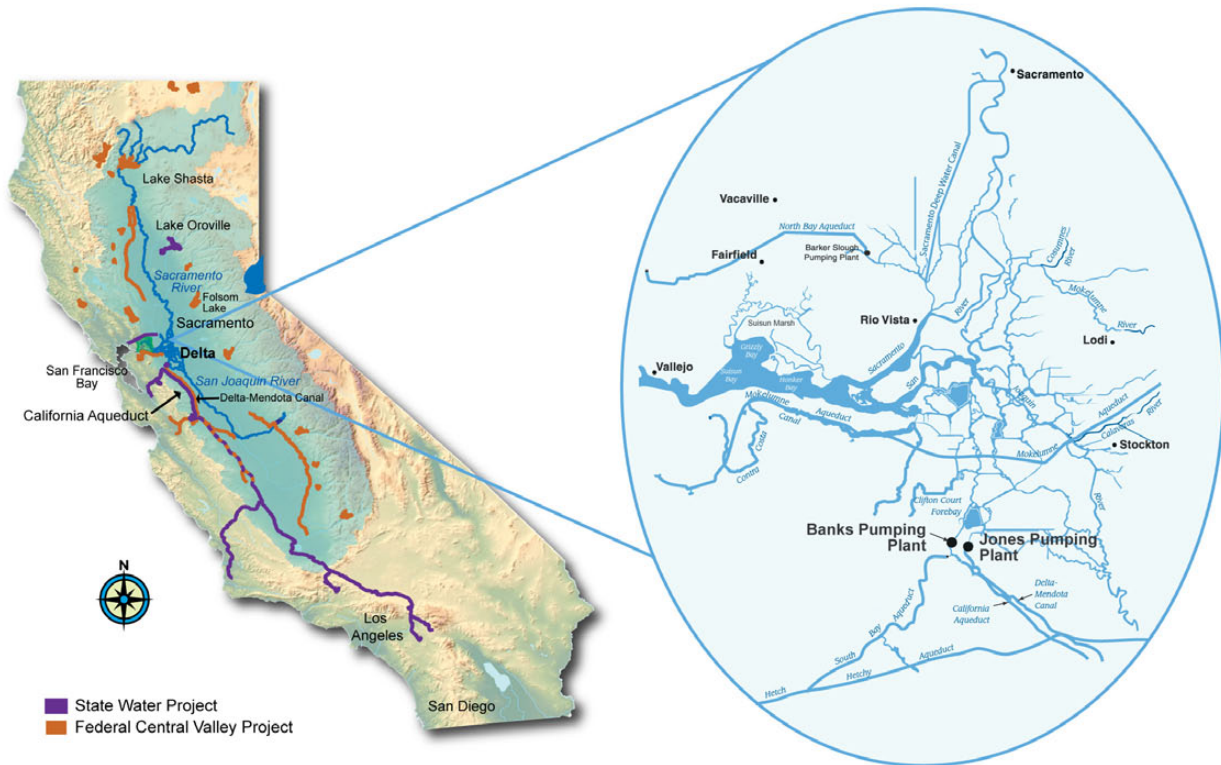 Lake Shasta
Lake Oroville
Sacramento
River
Folsom
Lake
Sacramento
Delta
San Francisco
Bay
San Joaquin River
Delta-Mendota Canal
California Aqueduct
N
Los
Angeles
San Diego
State Water Project
Federal Central Valley Project
Sacramento
Sacramento Deep Water Canal
Vacaville
North Bay Aqueduct
Barker Slough
Pumping Plant
Fairfield
Cosumnes
River
Mokelumne
River
River
Rio Vista
Lodi
Suisun Marsh
Grizzly
Bay
Suisun
Bay
Honker
Bay
Sacramento
San
Joaquin
Vallejo
Mokelumne
Aqueduct
Canal
Costa
Contra
Aqueduct
Calaveras
River
Stockton
Mokelumne
River
Clifton Court
Forebay
Banks Pumping
Plant
Jones Pumping
Plant
Delta-
Mendota
Canal
California
Aqueduct
South Bay Aqueduct
Hetch Hetchy Aqueduct